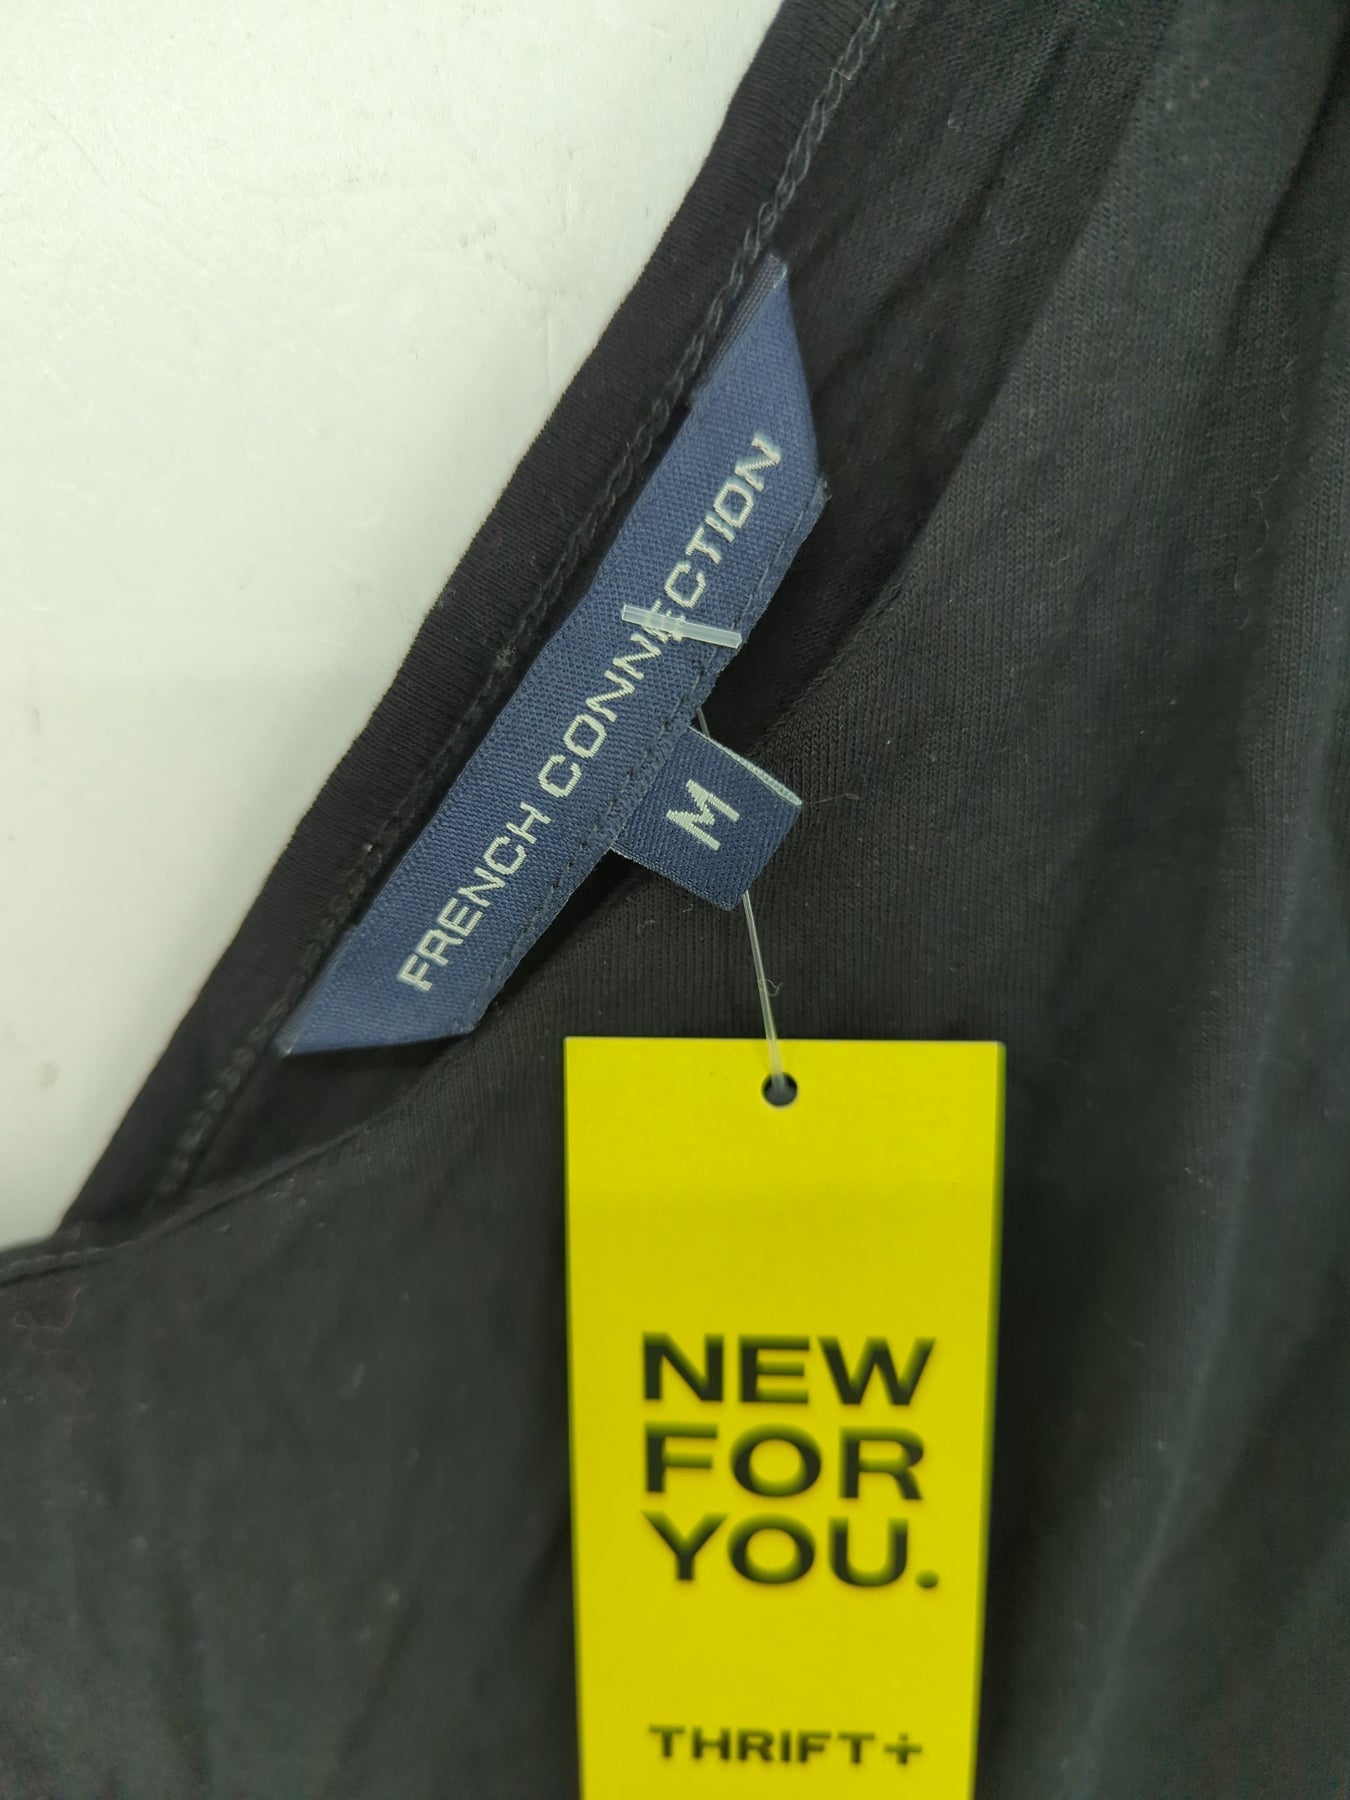 FRENCH CONNECTION
M
NEW
FOR
YOU.
THRIFT+